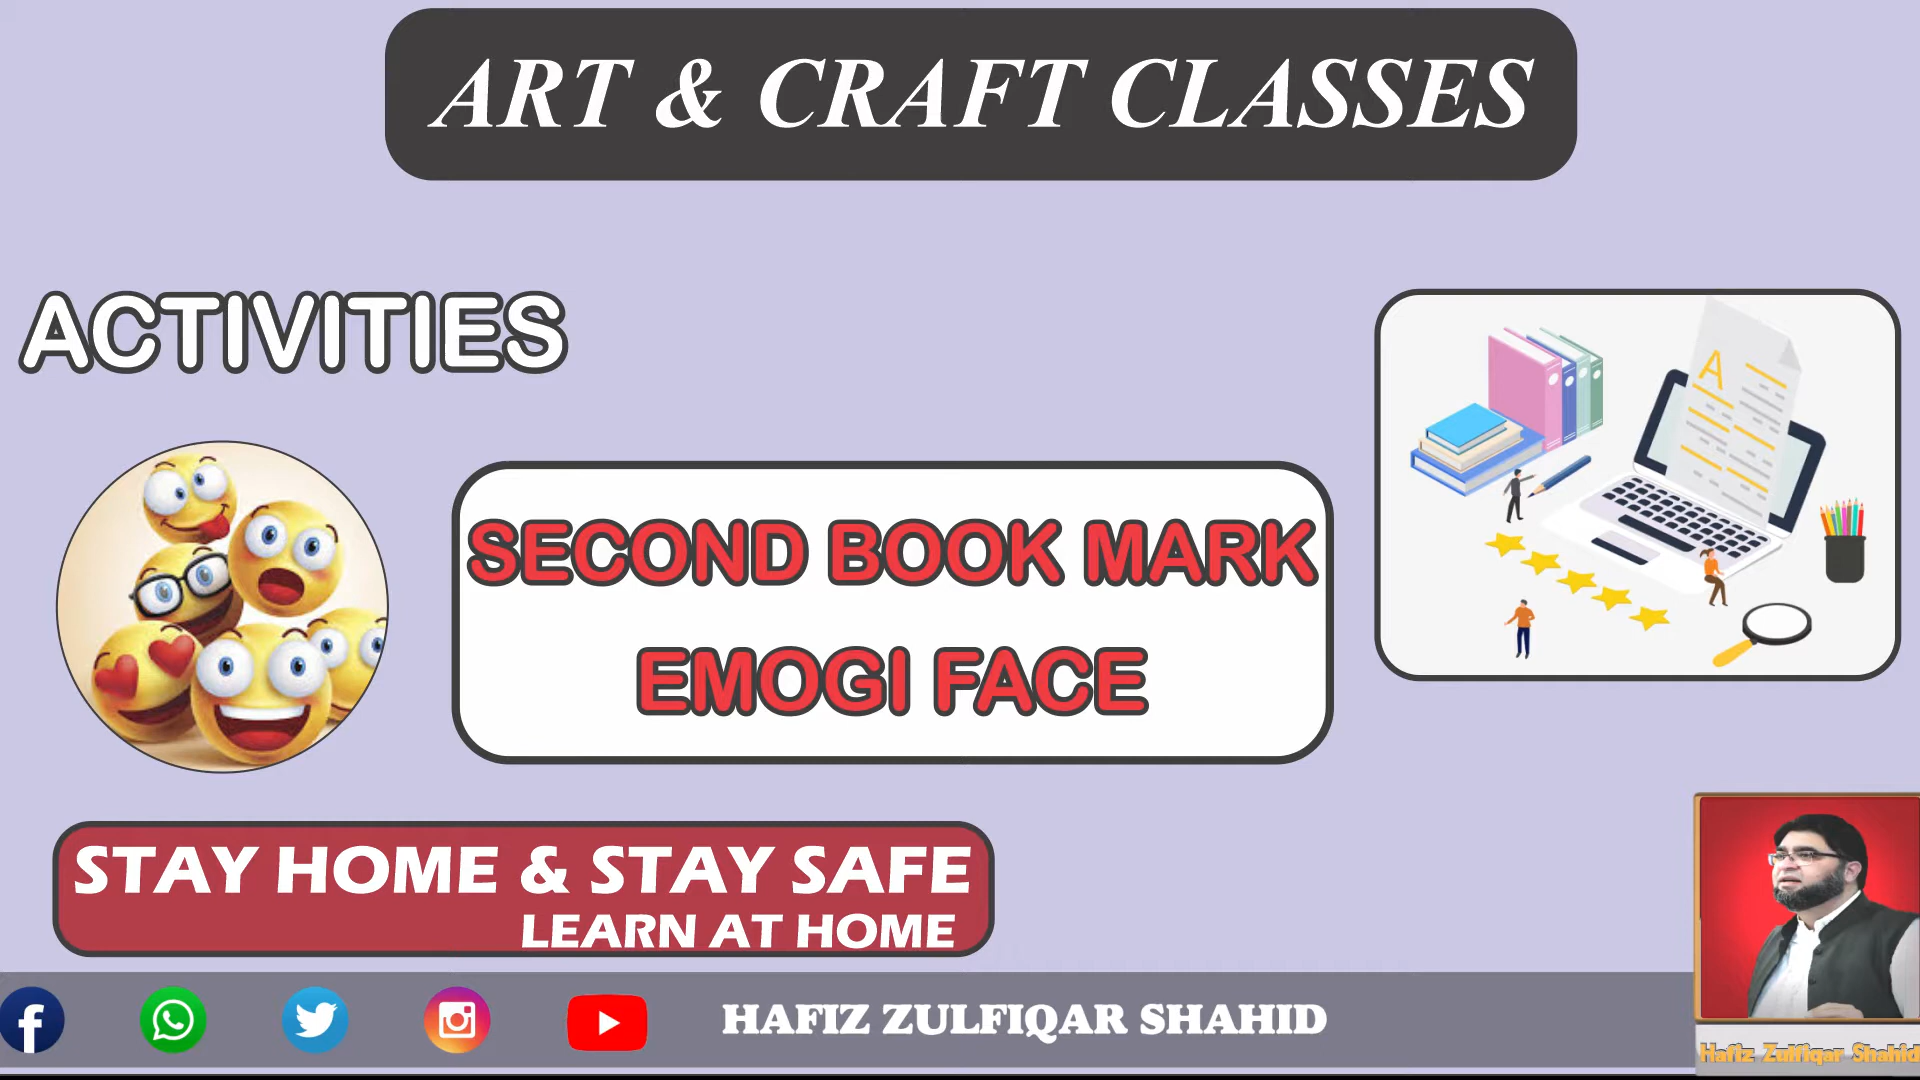 ART & CRAFT CLASSES
ACTIVITIES
A
SECOND BOOK MARK
EMOGI FACE
STAY HOME & STAY SAFE
LEARN AT HOME
HAFIZ ZULFIQAR SHAHID
Hafiz Zulfiqar Shahid